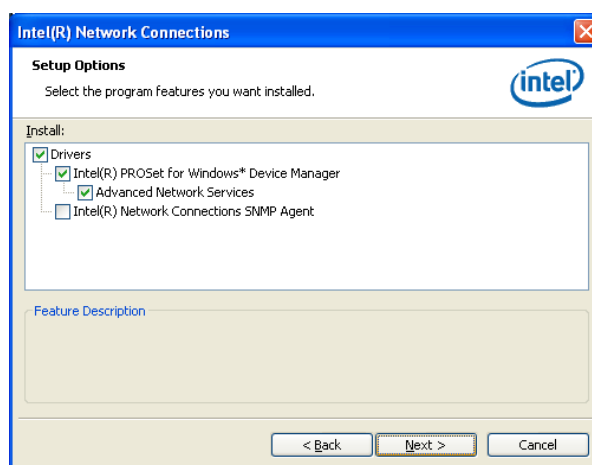 Intel(R) Network Connections
Setup Options
Select the program features you want installed.
intel
Install:
Drivers
Intel(R) PROSet for Windows* Device Manager
Advanced Network Services
Intel(R) Network Connections SNMP Agent
Feature Description
< Back
Next >
Cancel